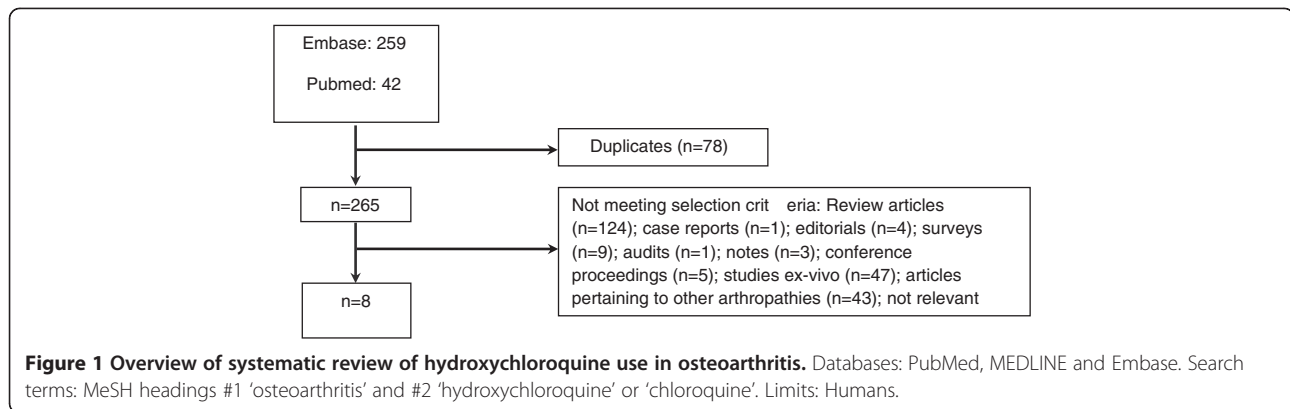 Embase: 259
Pubmed: 42
Duplicates (n=78)
n=265
Not meeting selection crit eria: Review articles
(n=124); case reports (n=1); editorials (n=4); surveys
(n=9); audits (n=1); notes (n=3); conference
proceedings (n=5); studies ex-vivo (n=47); articles
pertaining to other arthropathies (n=43); not relevant
n=8
Figure 1 Overview of systematic review of hydroxychloroquine use in osteoarthritis. Databases: PubMed, MEDLINE and Embase. Search
terms: MeSH headings #1 ‘osteoarthritis’ and #2 ‘hydroxychloroquine’ or ‘chloroquine’. Limits: Humans.